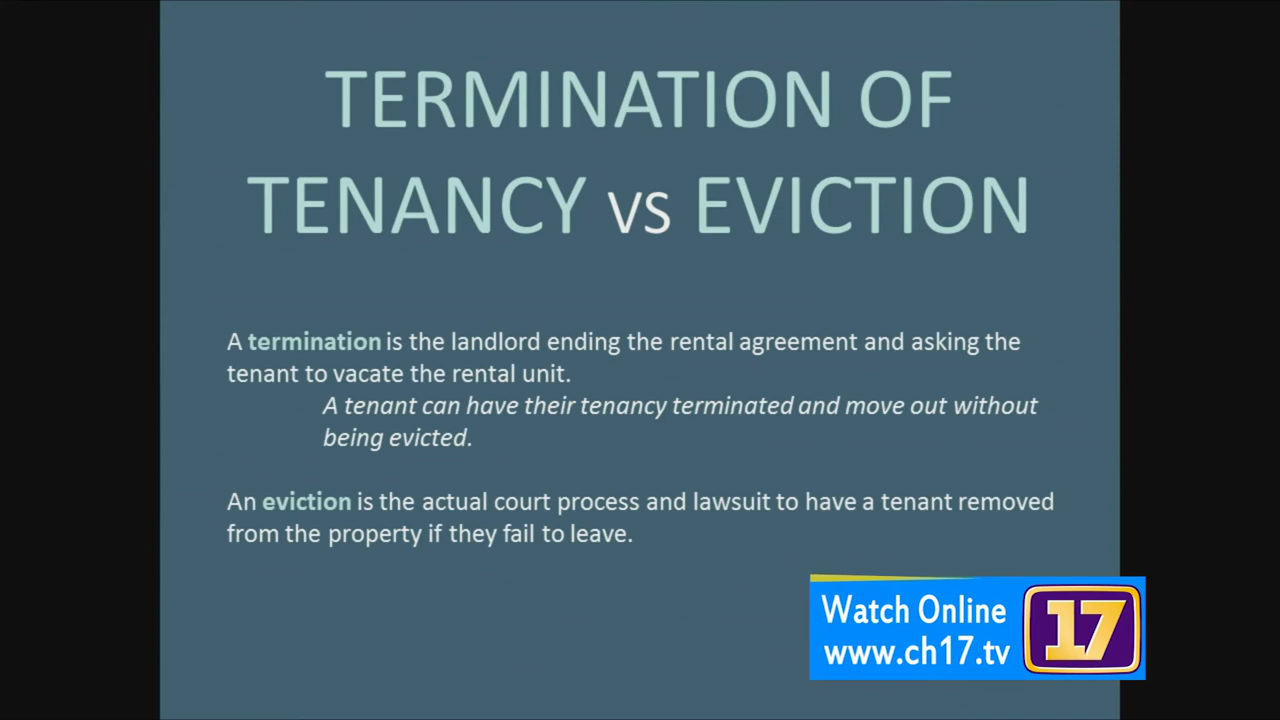 TERMINATION OF
TENANCY VS EVICTION
A termination is the landlord ending the rental agreement and asking the
tenant to vacate the rental unit.
A tenant can have their tenancy terminated and move out without
being evicted.
An eviction is the actual court process and lawsuit to have a tenant removed
from the property if they fail to leave.
Watch Online
www.ch17.tv
17